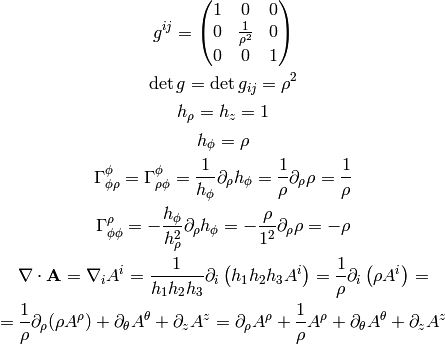 g^{ij} = \begin{pmatrix} 1 & 0 & 0 \\ 0 & \frac{1}{\rho^2} & 0 \\ 0 & 0 & 1 \end{pmatrix}
\det g = \det g_{ij} = \rho^2
h_\rho = h_z = 1
h_\phi = \rho
\Gamma^\phi_{\phi\rho} = \Gamma^\phi_{\rho\phi} = \frac{1}{h_\phi} \partial_\rho h_\phi = \frac{1}{\rho} \partial_\rho \rho = \frac{1}{\rho}
\Gamma^\rho_{\phi\phi} = -\frac{h_\phi}{h_\rho^2} \partial_\rho h_\phi = -\frac{\rho}{1^2} \partial_\rho \rho = -\rho
\nabla \cdot \mathbf{A} = \nabla_i A^i = \frac{1}{h_1 h_2 h_3} \partial_i \left( h_1 h_2 h_3 A^i \right) = \frac{1}{\rho} \partial_i \left( \rho A^i \right) =
= \frac{1}{\rho} \partial_\rho (\rho A^\rho) + \partial_\theta A^\theta + \partial_z A^z = \partial_\rho A^\rho + \frac{1}{\rho} A^\rho + \partial_\theta A^\theta + \partial_z A^z